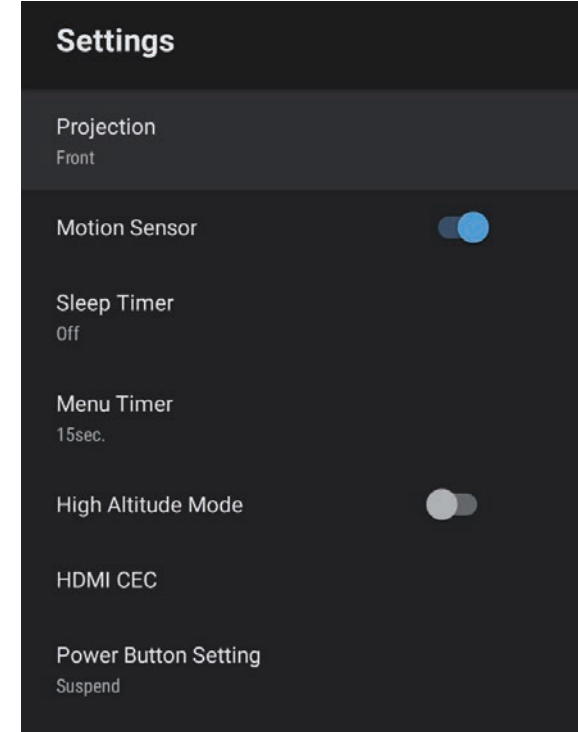 Settings
Projection
Front
Motion Sensor
Sleep Timer
Off
Menu Timer
15sec.
High Altitude Mode
HDMI CEC
Power Button Setting
Suspend